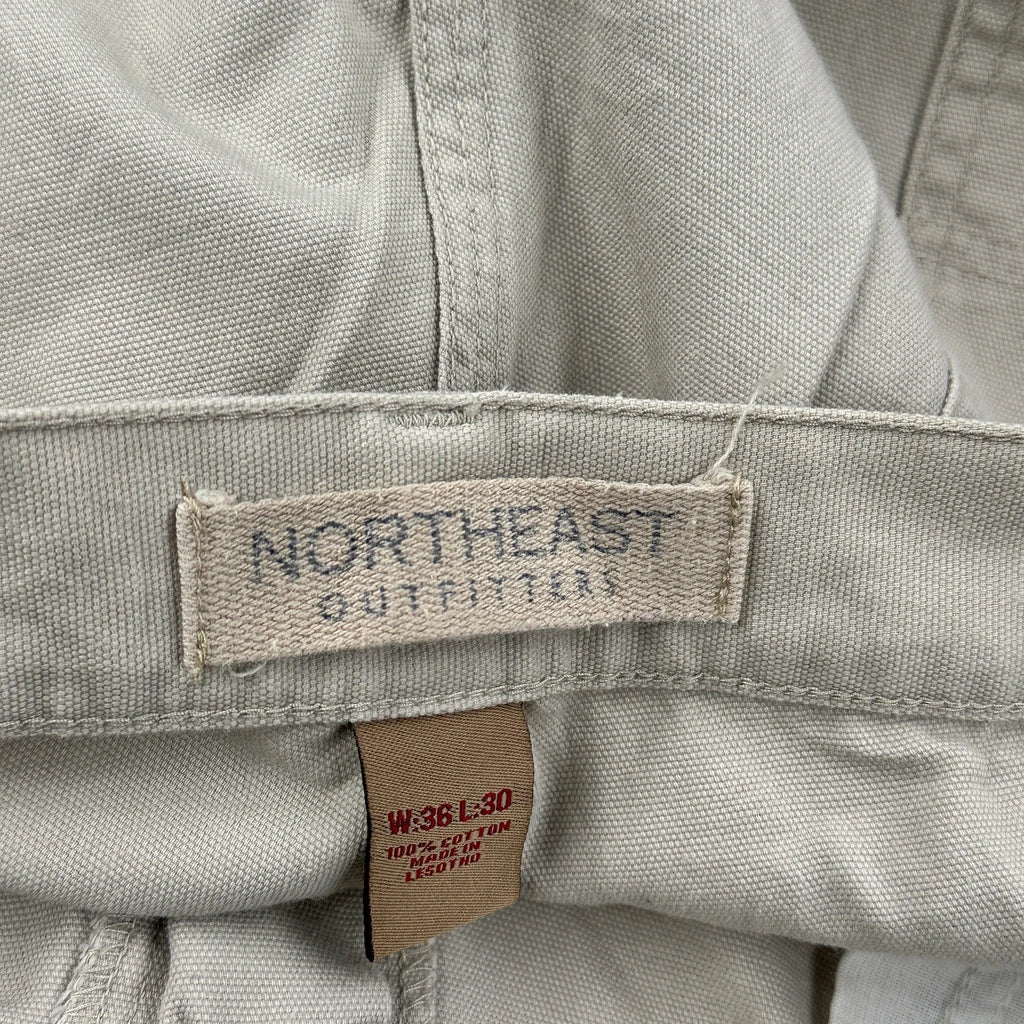 NORTHEAST
OUTFITTERS
W:36 L:30
100% COTTON
MADE IN
LESOTHO